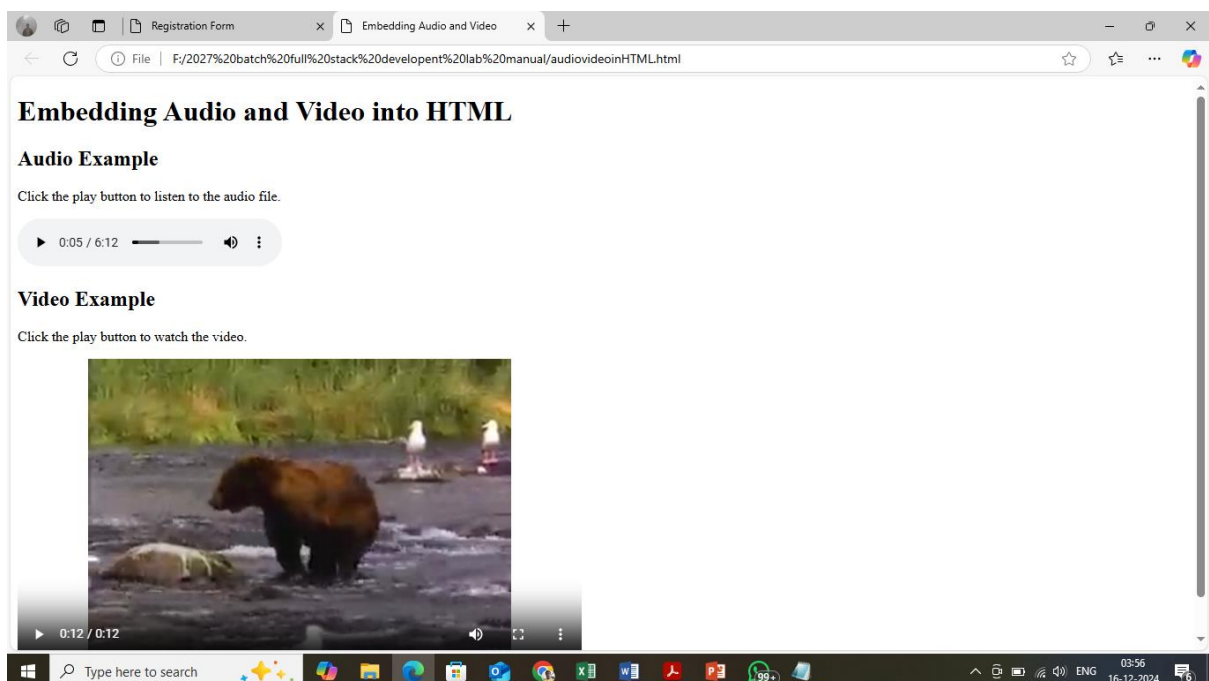 Registration Form
Embedding Audio and Video
File F:/2027%20batch%20full%20stack%20developent%20lab%20manual/audiovideoinHTML.html
Embedding Audio and Video into HTML
Audio Example
Click the play button to listen to the audio file.
0:05 / 6:12
Video Example
Click the play button to watch the video.
0:12 / 0:12
Type here to search
99+
ENG
03:56
16-12-2024
6